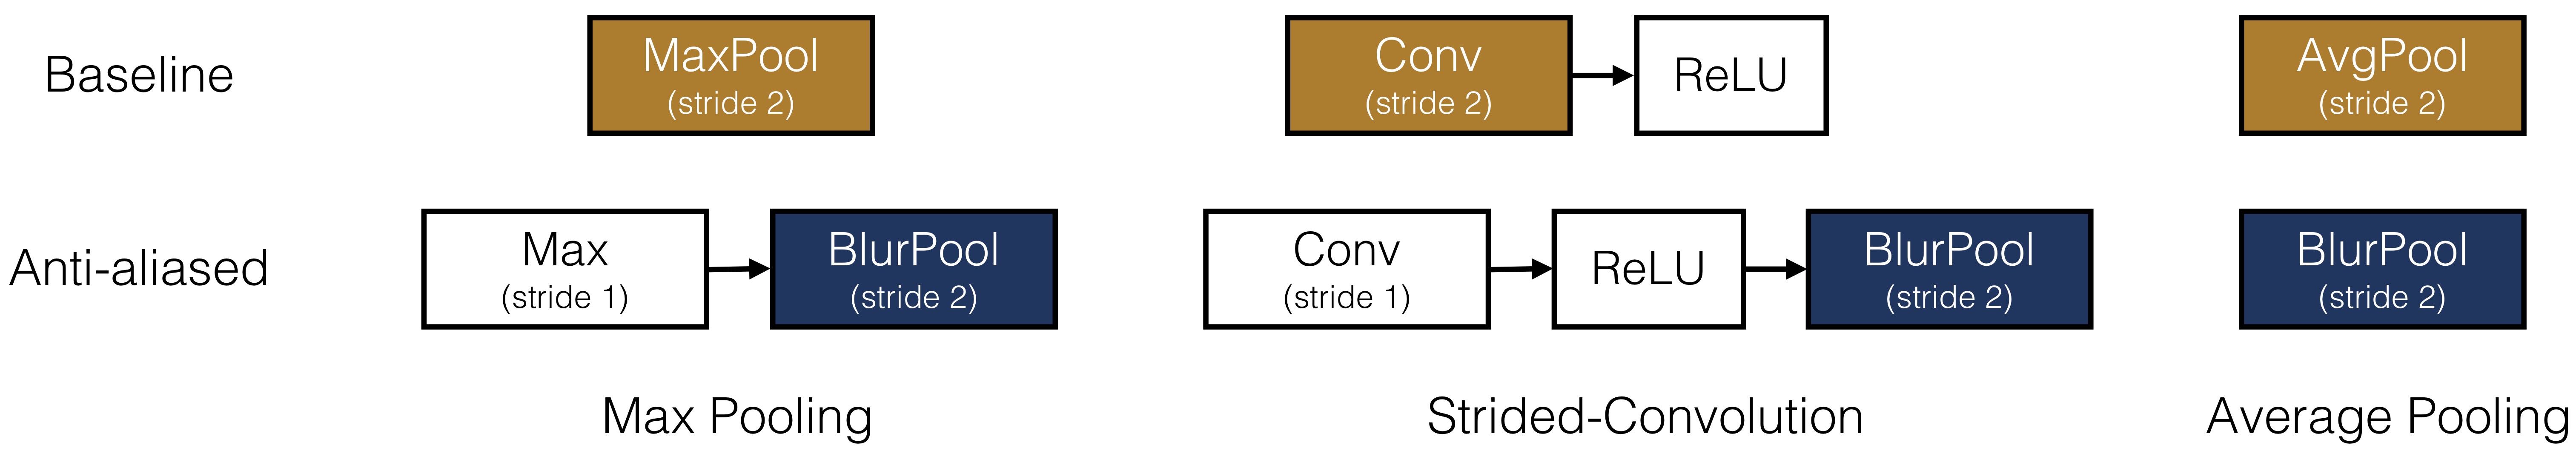 Baseline
MaxPool
(stride 2)
Conv
(stride 2)
ReLU
AvgPool
(stride 2)
Anti-aliased
Max
(stride 1)
BlurPool
(stride 2)
Conv
(stride 1)
ReLU
BlurPool
(stride 2)
BlurPool
(stride 2)
Max Pooling
Strided-Convolution
Average Pooling